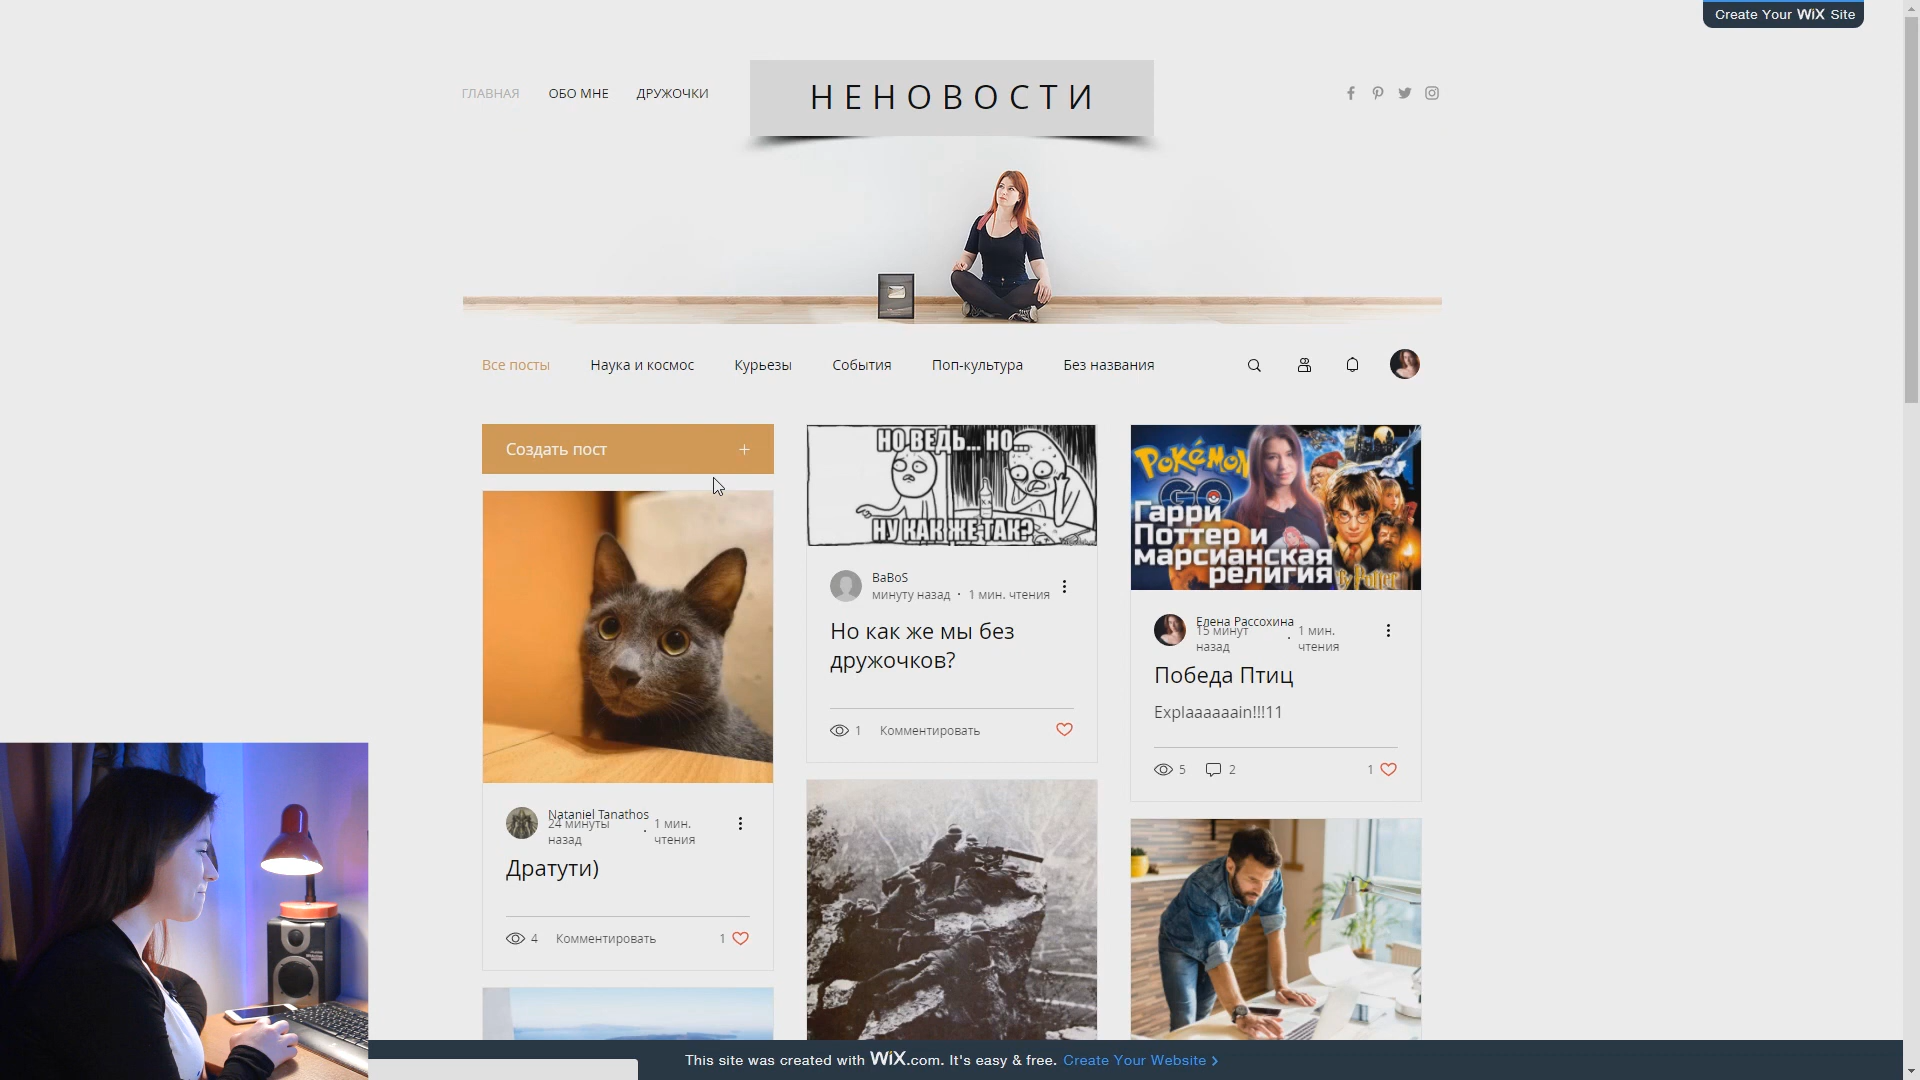 Create Your WiX Site
ГЛАВНАЯ
ОБО МНЕ
ДРУЖОЧКИ
НЕНОВОСТИ
Все посты
Наука и космос
Курьезы
События
Поп-культура
Без названия
Создать пост +
НО ВЕДЬ... НО...
НУ КАК ЖЕ ТАК?
POKÉMON
GO
Гарри
Поттер и
марсианская
религия
Potter
BaBoS
минуту назад · 1 мин. чтения
Но как же мы без
дружочков?
1
Комментировать
Елена Рассохина
15 минут
назад
· 1 мин.
чтения
Победа Птиц
Explaaaaaain!!!11
5
2
1
Nataniel Tanathos
24 минуты
назад
· 1 мин.
чтения
Дратути)
4
Комментировать
1
This site was created with WiX.com. It's easy & free. Create Your Website >